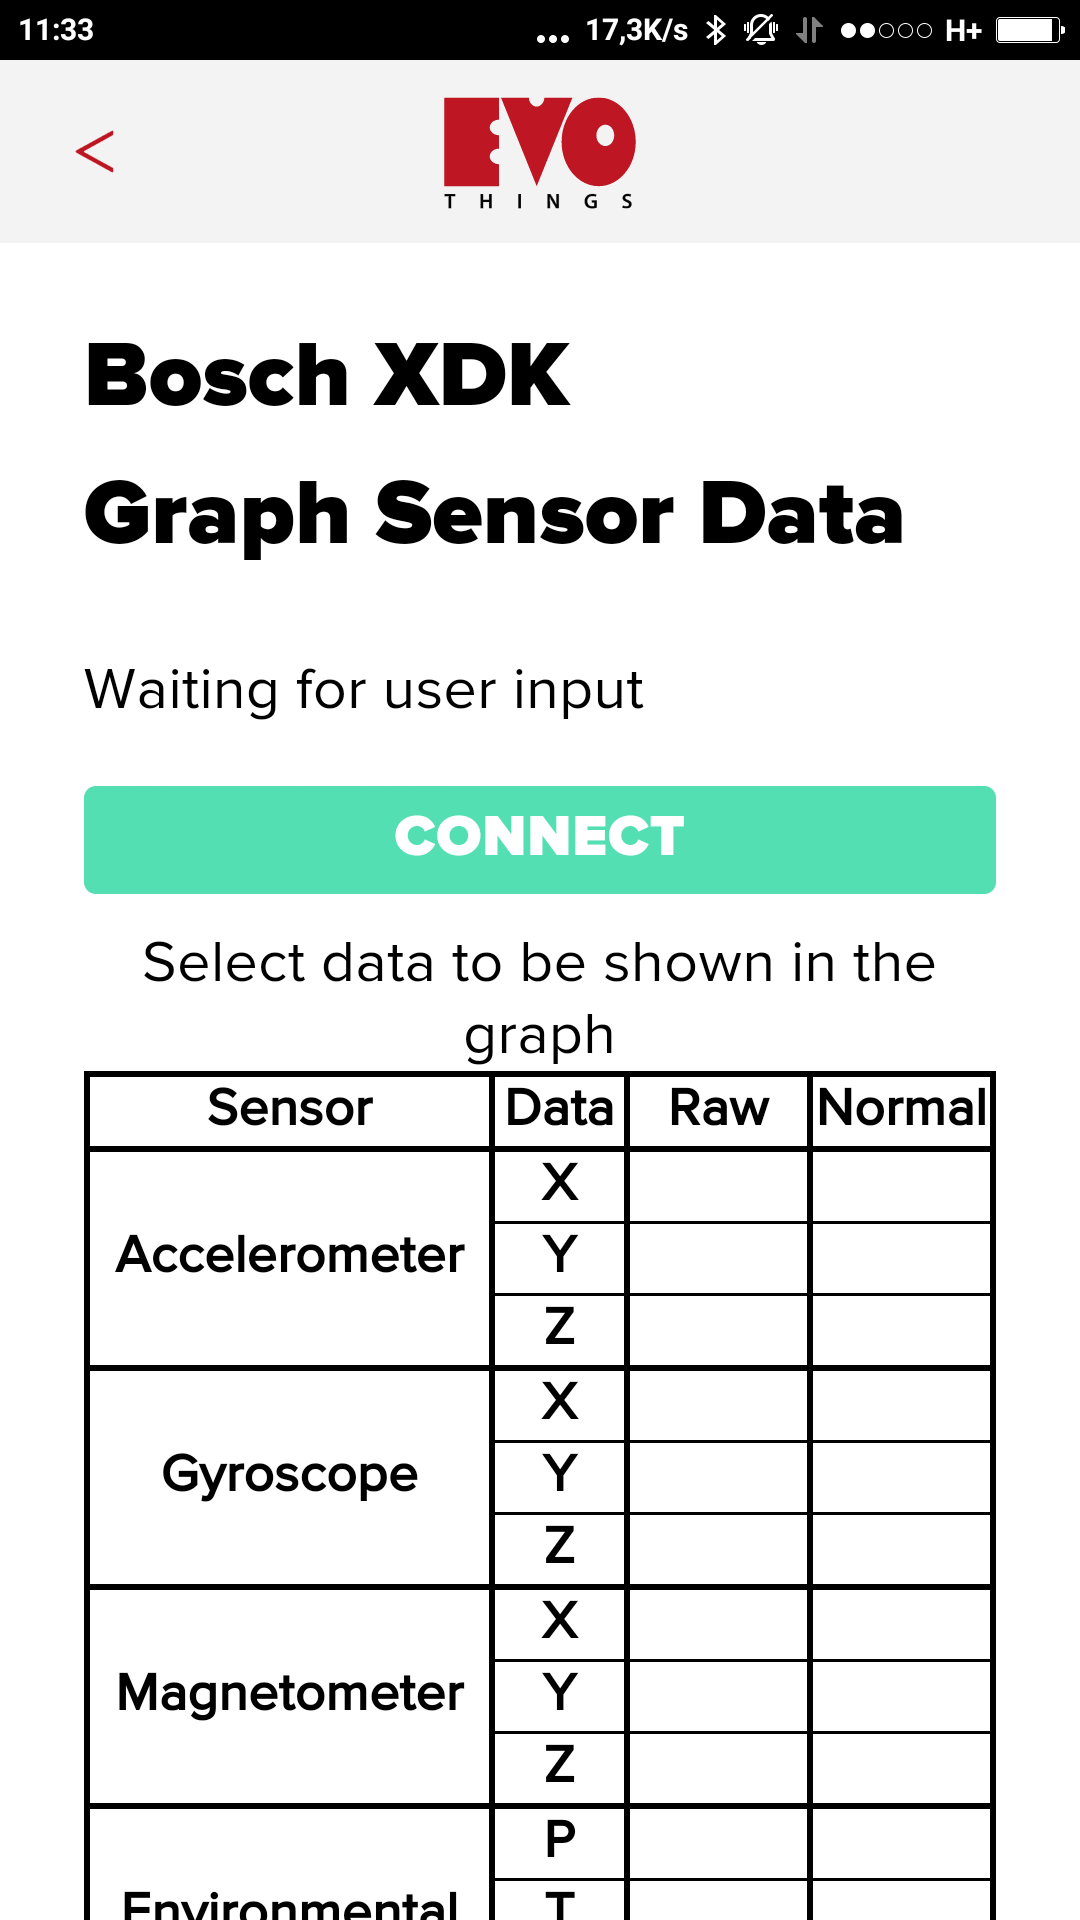 11:33 ... 17,3K/s H+
<
EVO
THINGS
Bosch XDK
Graph Sensor Data
Waiting for user input
CONNECT
Select data to be shown in the
graph
Sensor Data Raw Normal
X
Accelerometer Y
Z
X
Gyroscope Y
Z
X
Magnetometer Y
Z
P
Environmental T